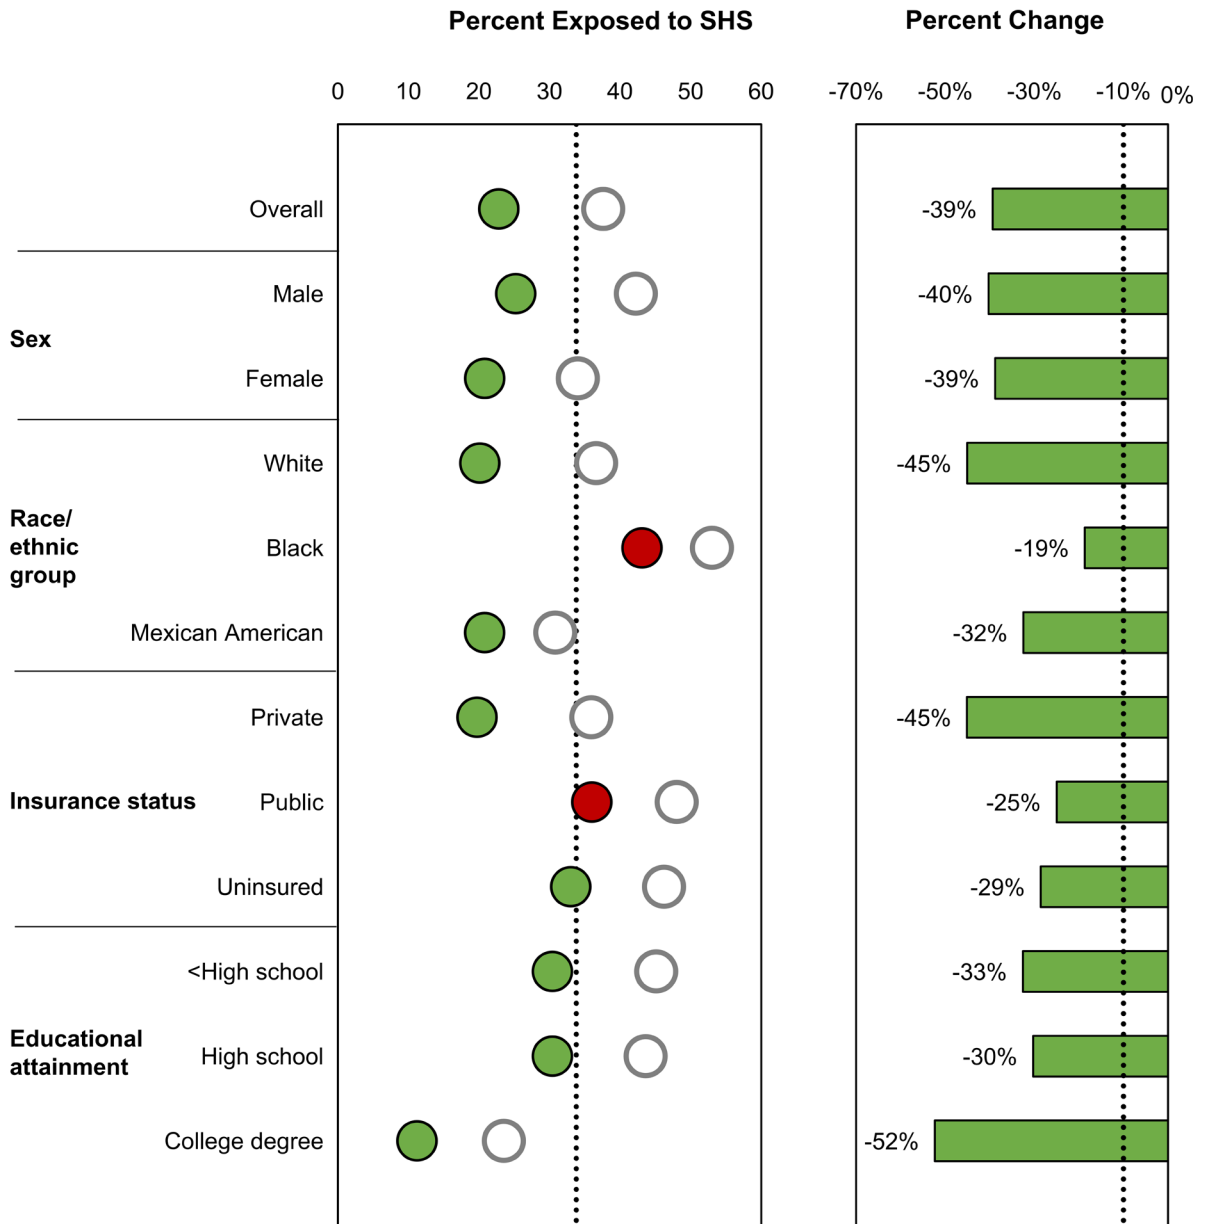 Percent Exposed to SHS
Percent Change
0 10 20 30 40 50 60
-70% -50% -30% -10% 0%
Overall
-39%
Male
-40%
Sex
Female
-39%
White
-45%
Race/
ethnic
group
Black
-19%
Mexican American
-32%
Private
-45%
Insurance status
Public
-25%
Uninsured
-29%
<High school
-33%
Educational
attainment
High school
-30%
College degree
-52%